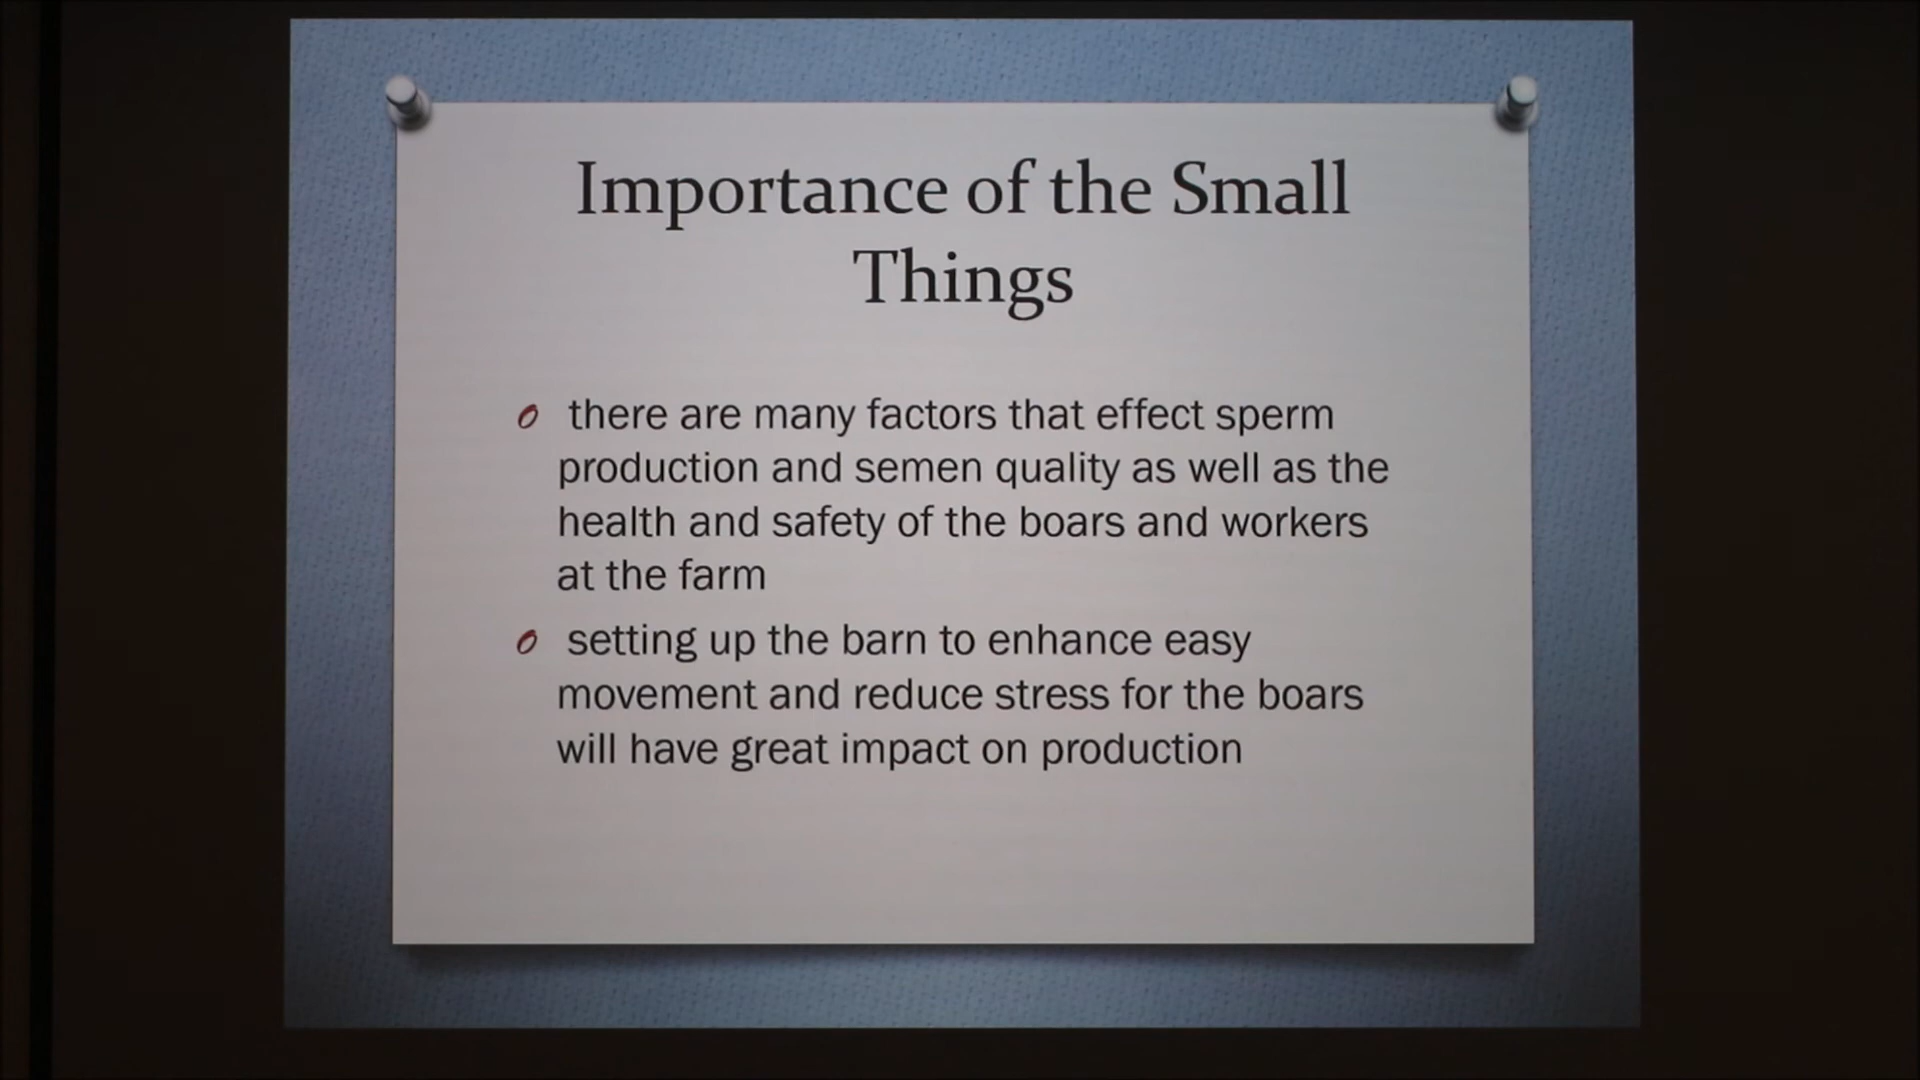 Importance of the Small
Things
there are many factors that effect sperm
production and semen quality as well as the
health and safety of the boars and workers
at the farm
setting up the barn to enhance easy
movement and reduce stress for the boars
will have great impact on production